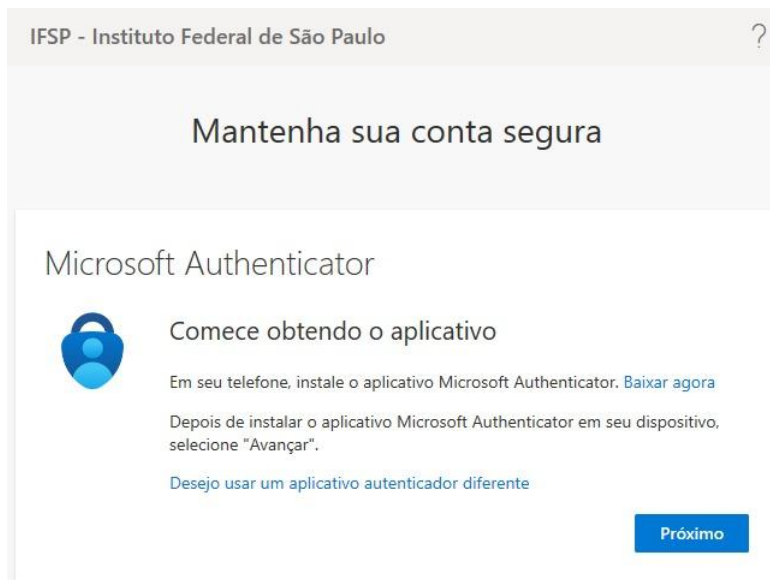 IFSP - Instituto Federal de São Paulo
?
Mantenha sua conta segura
Microsoft Authenticator
Comece obtendo o aplicativo
Em seu telefone, instale o aplicativo Microsoft Authenticator. Baixar agora
Depois de instalar o aplicativo Microsoft Authenticator em seu dispositivo,
selecione "Avançar".
Desejo usar um aplicativo autenticador diferente
Próximo